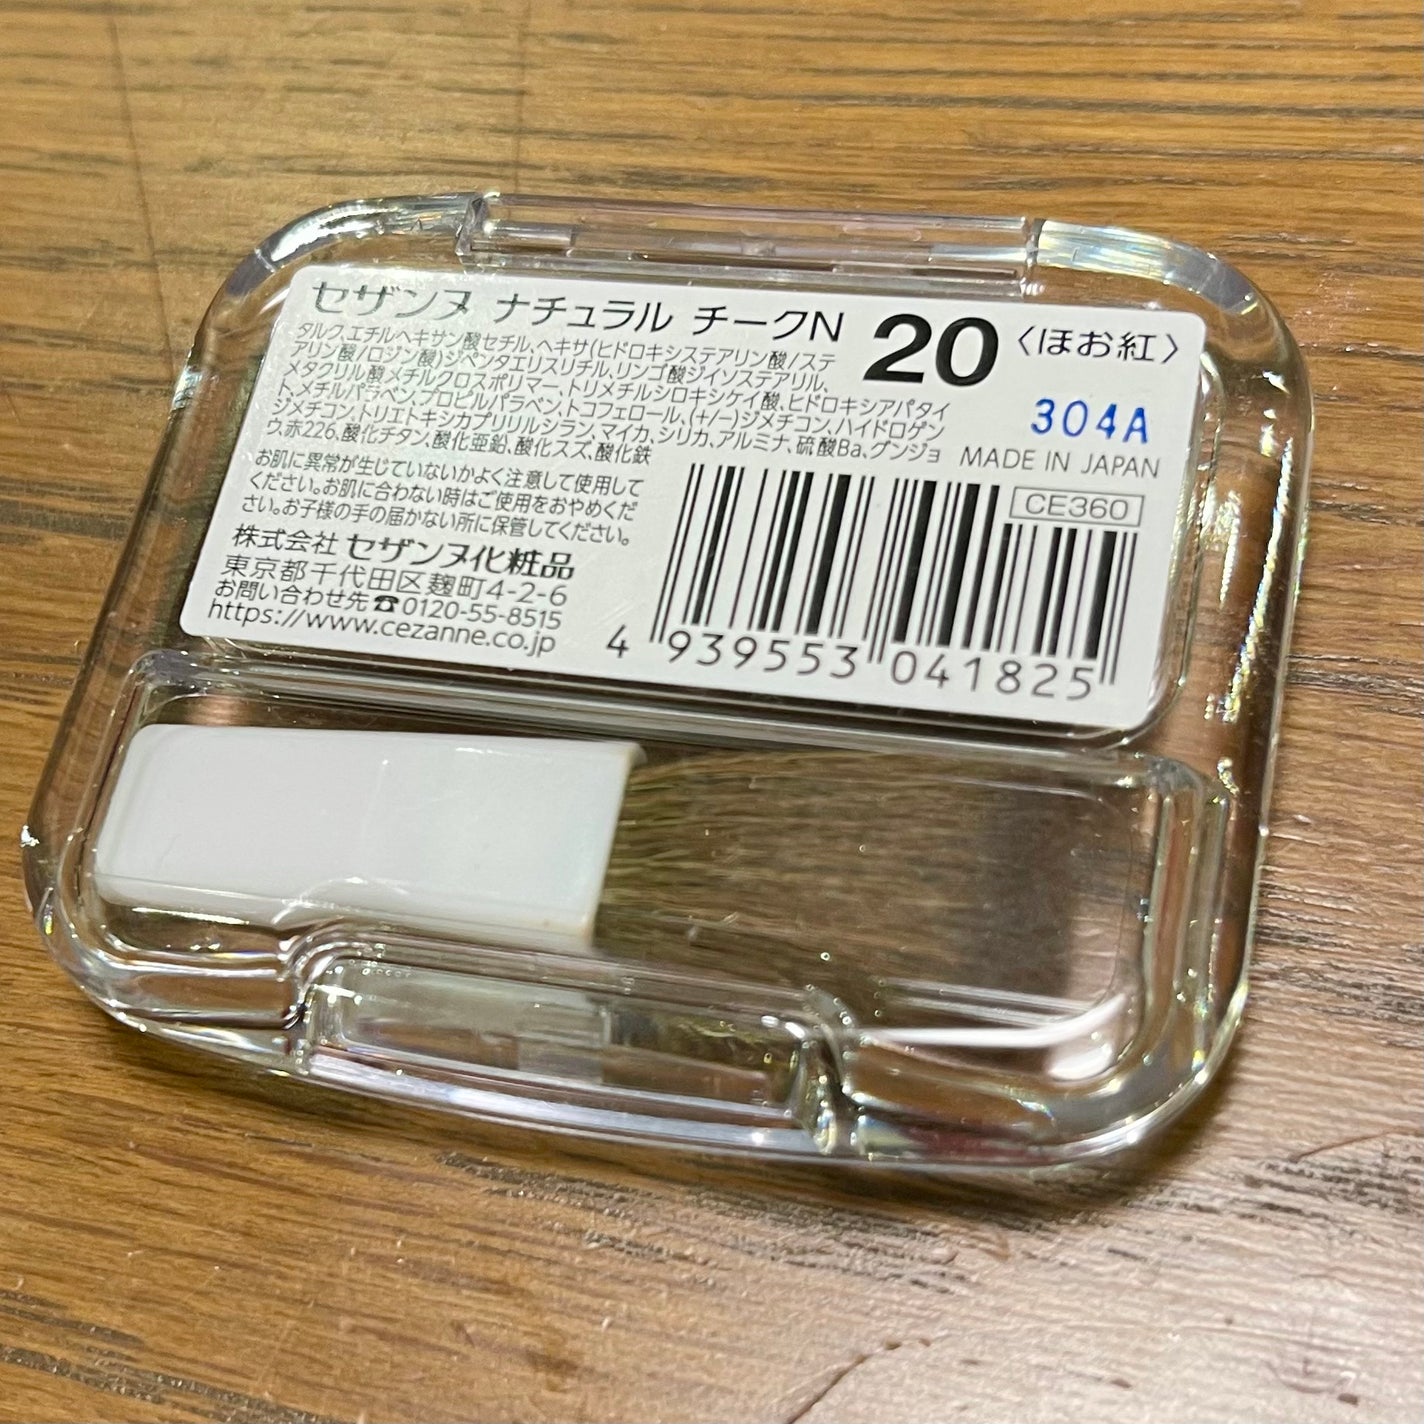 セザンヌ ナチュラル チークN 20 〈ほお紅〉
タルク、エチルヘキサン酸セチル、ヘキサ(ヒドロキシステアリン酸/ステ
アリン酸/ロジン酸)ジペンタエリスリチル、リンゴ酸ジイソステアリル、
メタクリル酸メチルクロスポリマー、トリメチルシロキシケイ酸、ヒドロキシアパタイ
ト、メチルパラベン、プロピルパラベン、トコフェロール、(+/-)ジメチコン、ハイドロゲン
ジメチコン、トリエトキシカプリリルシラン、マイカ、シリカ、アルミナ、硫酸Ba、グンジョ
ウ、赤226、酸化チタン、酸化亜鉛、酸化スズ、酸化鉄
304A
MADE IN JAPAN
CE360
お肌に異常が生じていないかよく注意して使用して
ください。お肌に合わない時はご使用をおやめくだ
さい。お子様の手の届かない所に保管してください。
株式会社 セザンヌ化粧品
東京都千代田区麹町4-2-6
お問い合わせ先☎0120-55-8515
https://www.cezanne.co.jp
4 939553 041825